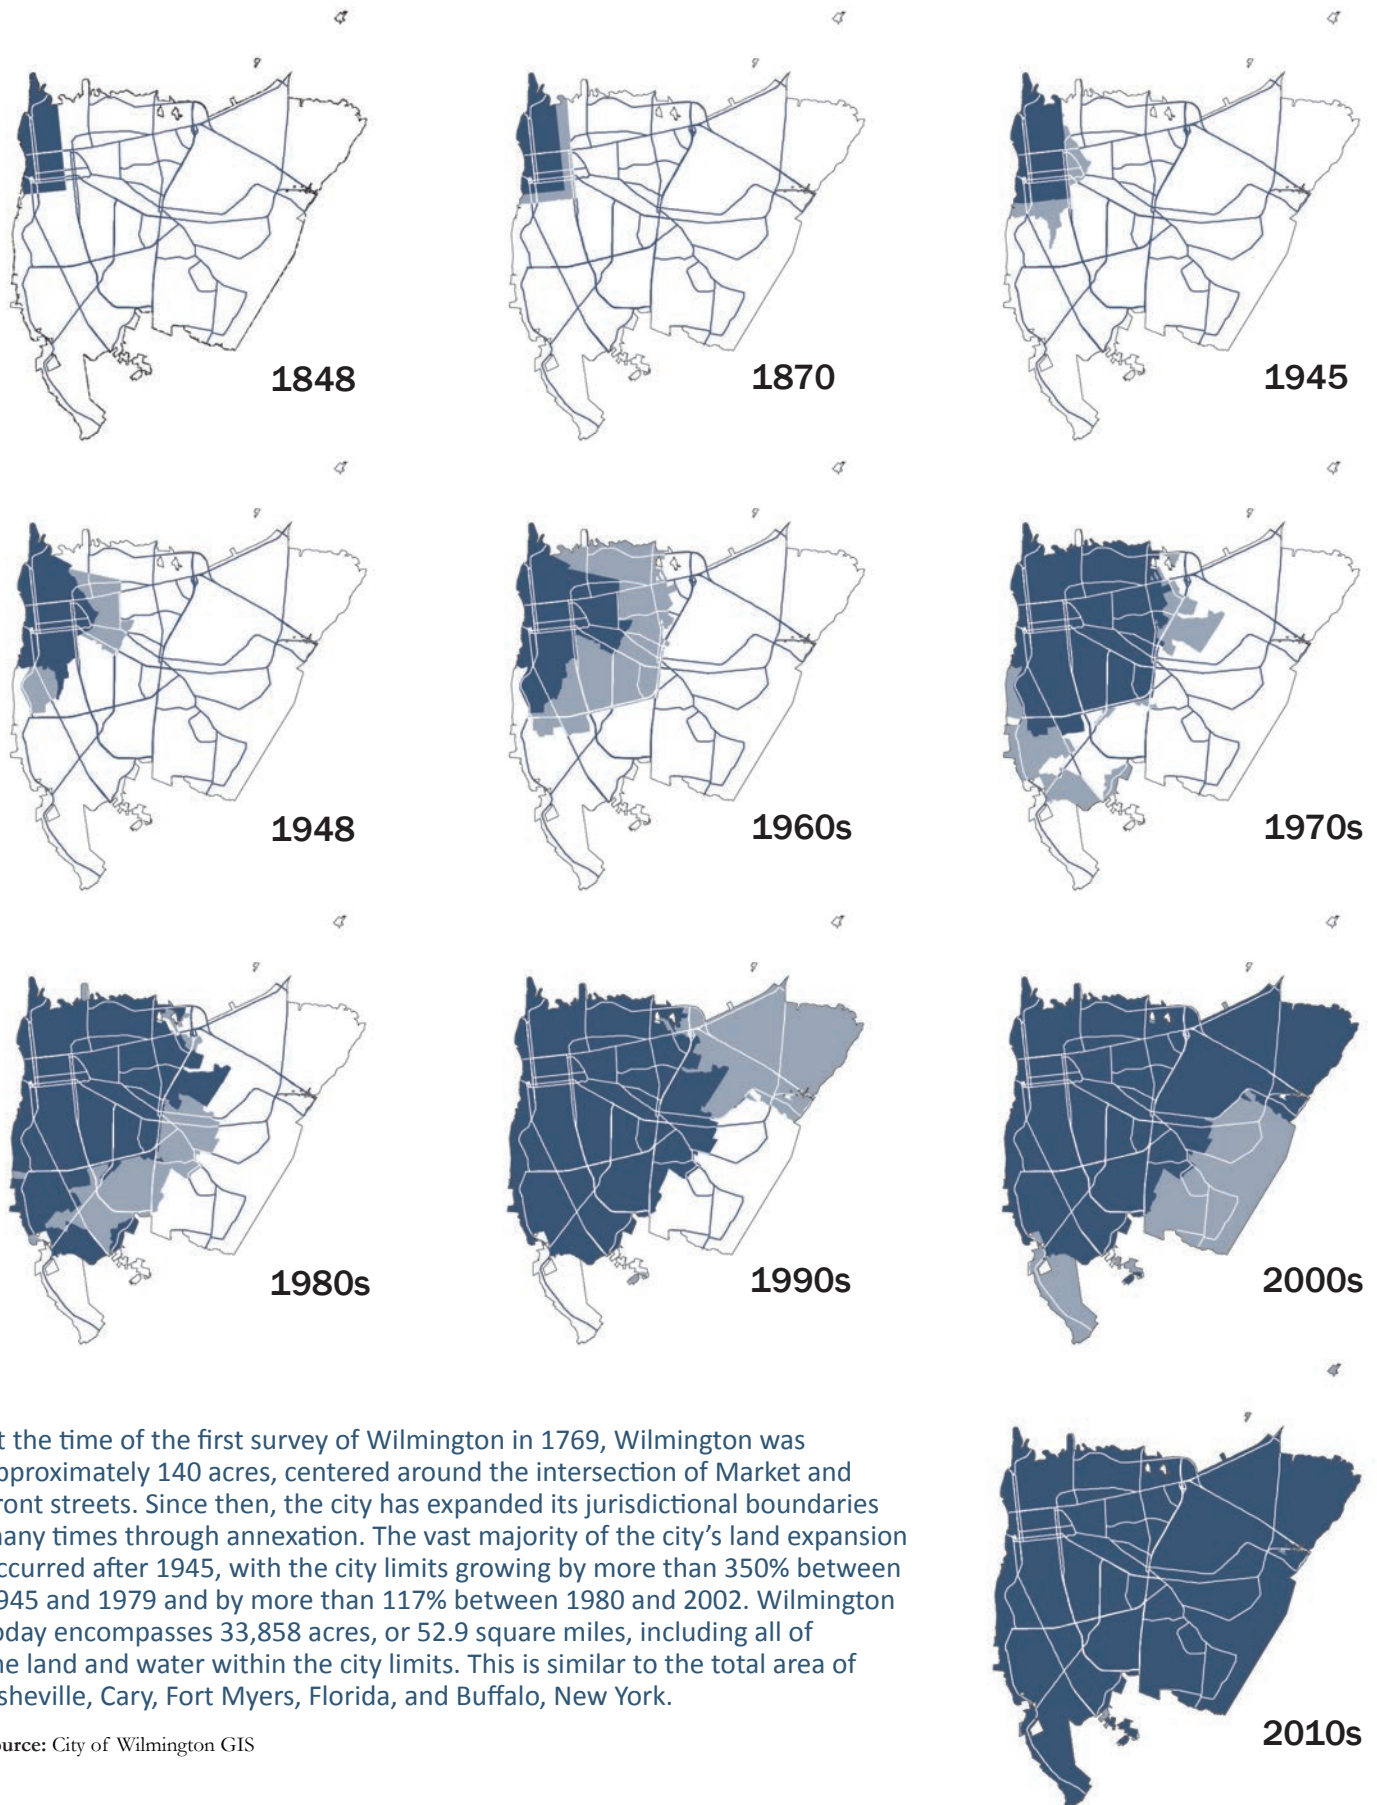 1848
1870
1945
1948
1960s
1970s
1980s
1990s
2000s
t the time of the first survey of Wilmington in 1769, Wilmington was
pproximately 140 acres, centered around the intersection of Market and
ront streets. Since then, the city has expanded its jurisdictional boundaries
any times through annexation. The vast majority of the city's land expansion
ccurred after 1945, with the city limits growing by more than 350% between
945 and 1979 and by more than 117% between 1980 and 2002. Wilmington
oday encompasses 33,858 acres, or 52.9 square miles, including all of
he land and water within the city limits. This is similar to the total area of
sheville, Cary, Fort Myers, Florida, and Buffalo, New York.
urce: City of Wilmington GIS
2010s